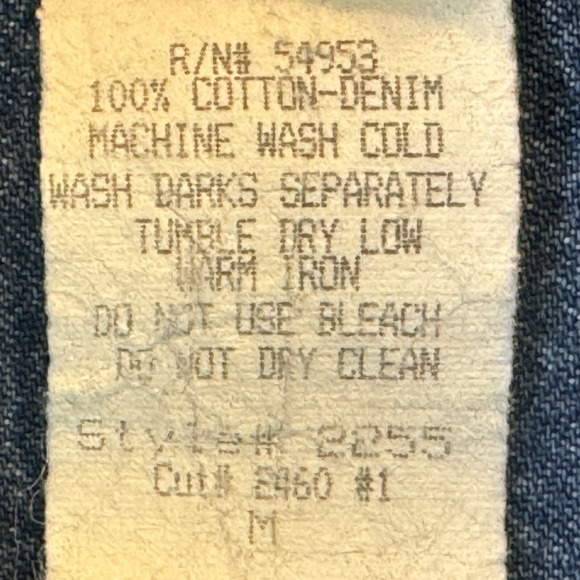 R/N# 54953
100% COTTON-DENIM
MACHINE WASH COLD
WASH DARKS SEPARATELY
TUMBLE DRY LOW
WARM IRON
DO NOT USE BLEACH
DO NOT DRY CLEAN
Style# 2255
Cut# 2460 #1
M